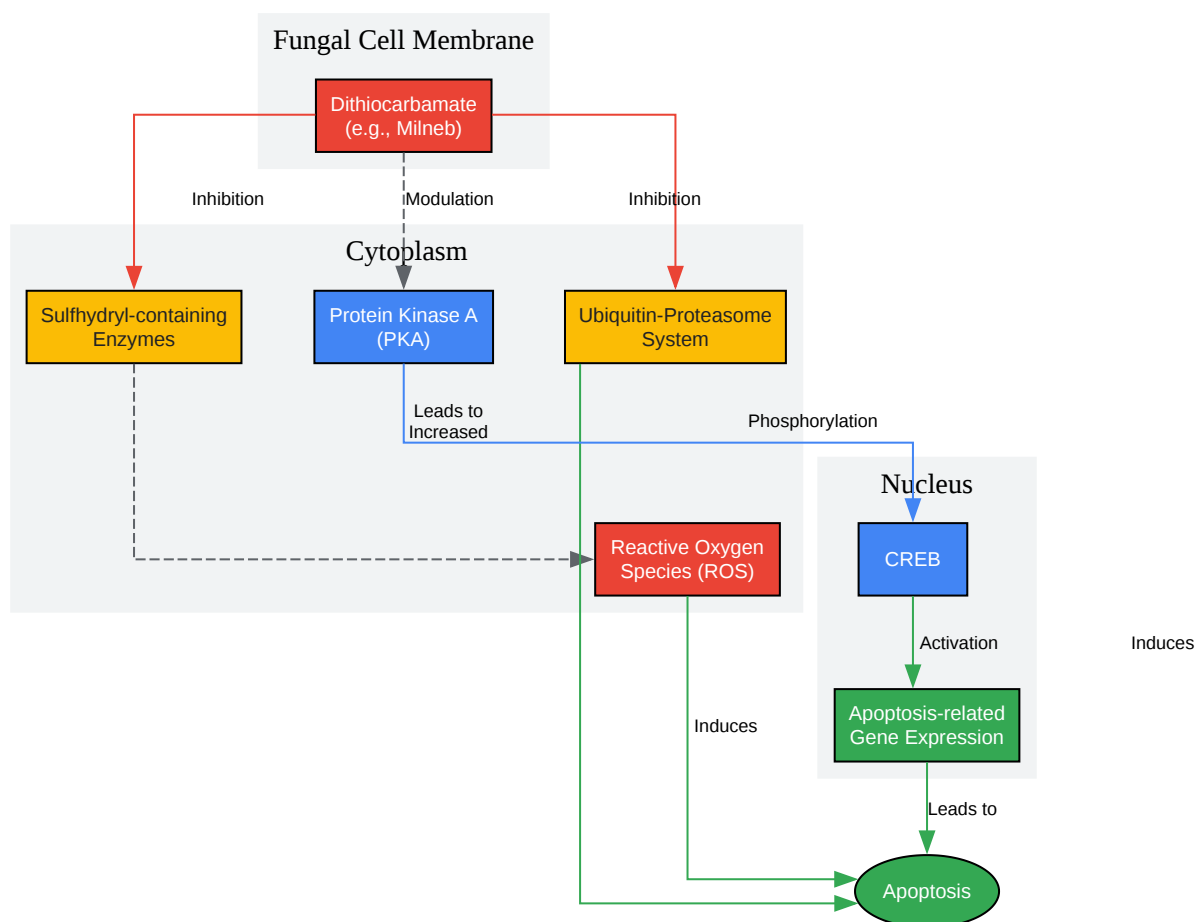 Fungal Cell Membrane
Dithiocarbamate
(e.g., Milneb)
Inhibition
Modulation
Inhibition
Cytoplasm
Sulfhydryl-containing
Enzymes
Protein Kinase A
(PKA)
Ubiquitin-Proteasome
System
Leads to
Increased
Phosphorylation
Nucleus
Reactive Oxygen
Species (ROS)
CREB
Activation
Induces
Apoptosis-related
Gene Expression
Induces
Leads to
Apoptosis